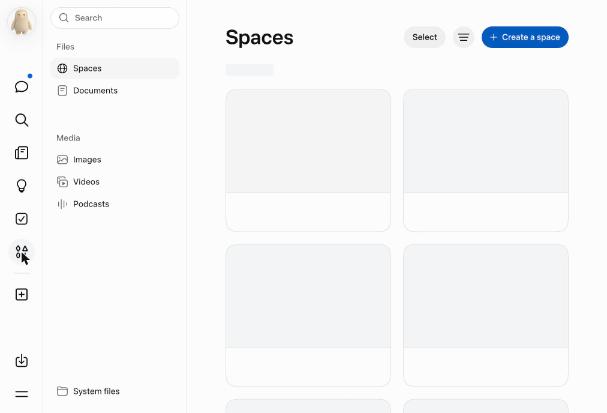 Search
Files
Spaces
Documents
Media
Images
Videos
Podcasts
System files
Spaces
Select
Create a space